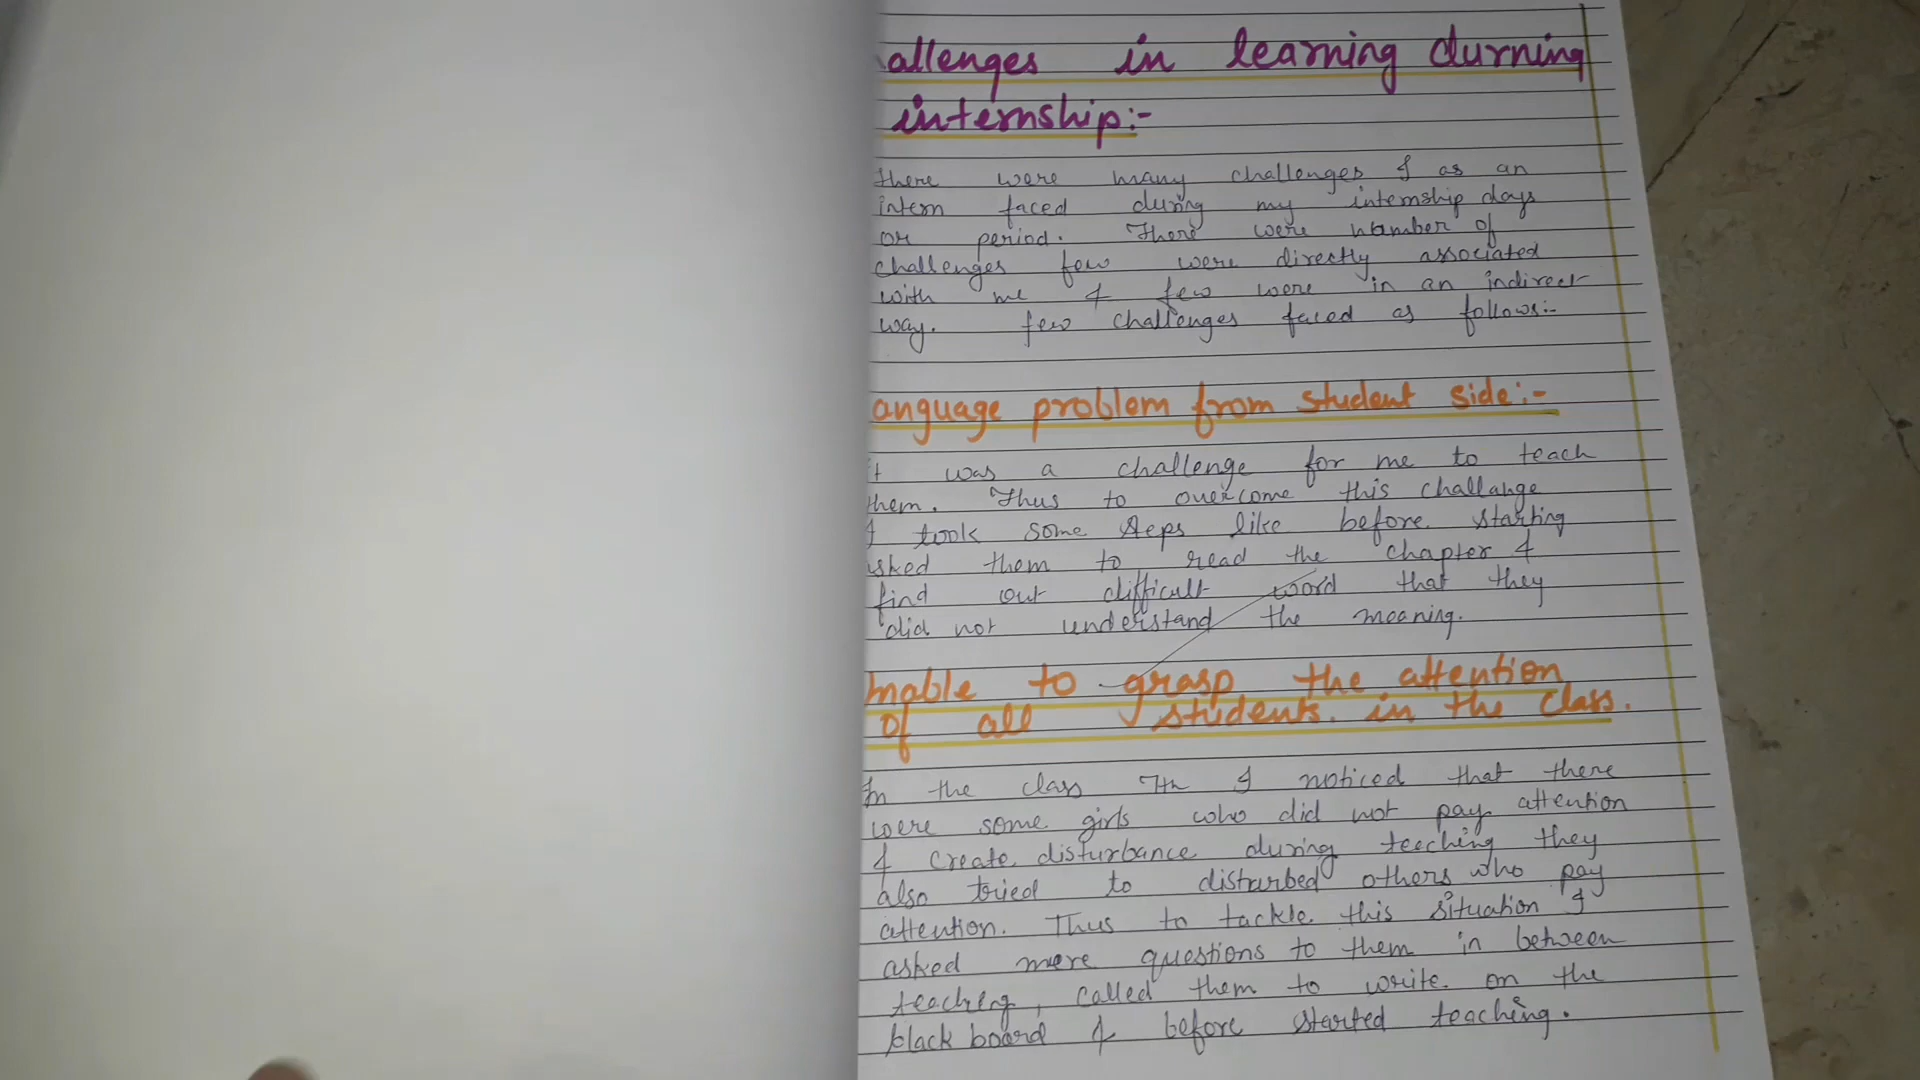 allenges in learning durning
internship:-
there were many challenges I as an
intern faced during my internship days
or period. There were number of
challenges few were directly associated
with me & few were in an indirect
way. few challenges faced as follows:-
anguage problem from student side:-
it was a challenge for me to teach
them. Thus to overcome this challange
I took some steps like before starting
asked them to read the chapter &
find out difficult word that they
did not understand the meaning.
nable to grasp the attention
of all students in the class.
In the class 7th I noticed that there
were some girls who did not pay attention
& create disturbance during teaching they
also tried to disturbed others who pay
attention. Thus to tackle this situation I
asked more questions to them in between
teaching, called them to write on the
black board & before started teaching.